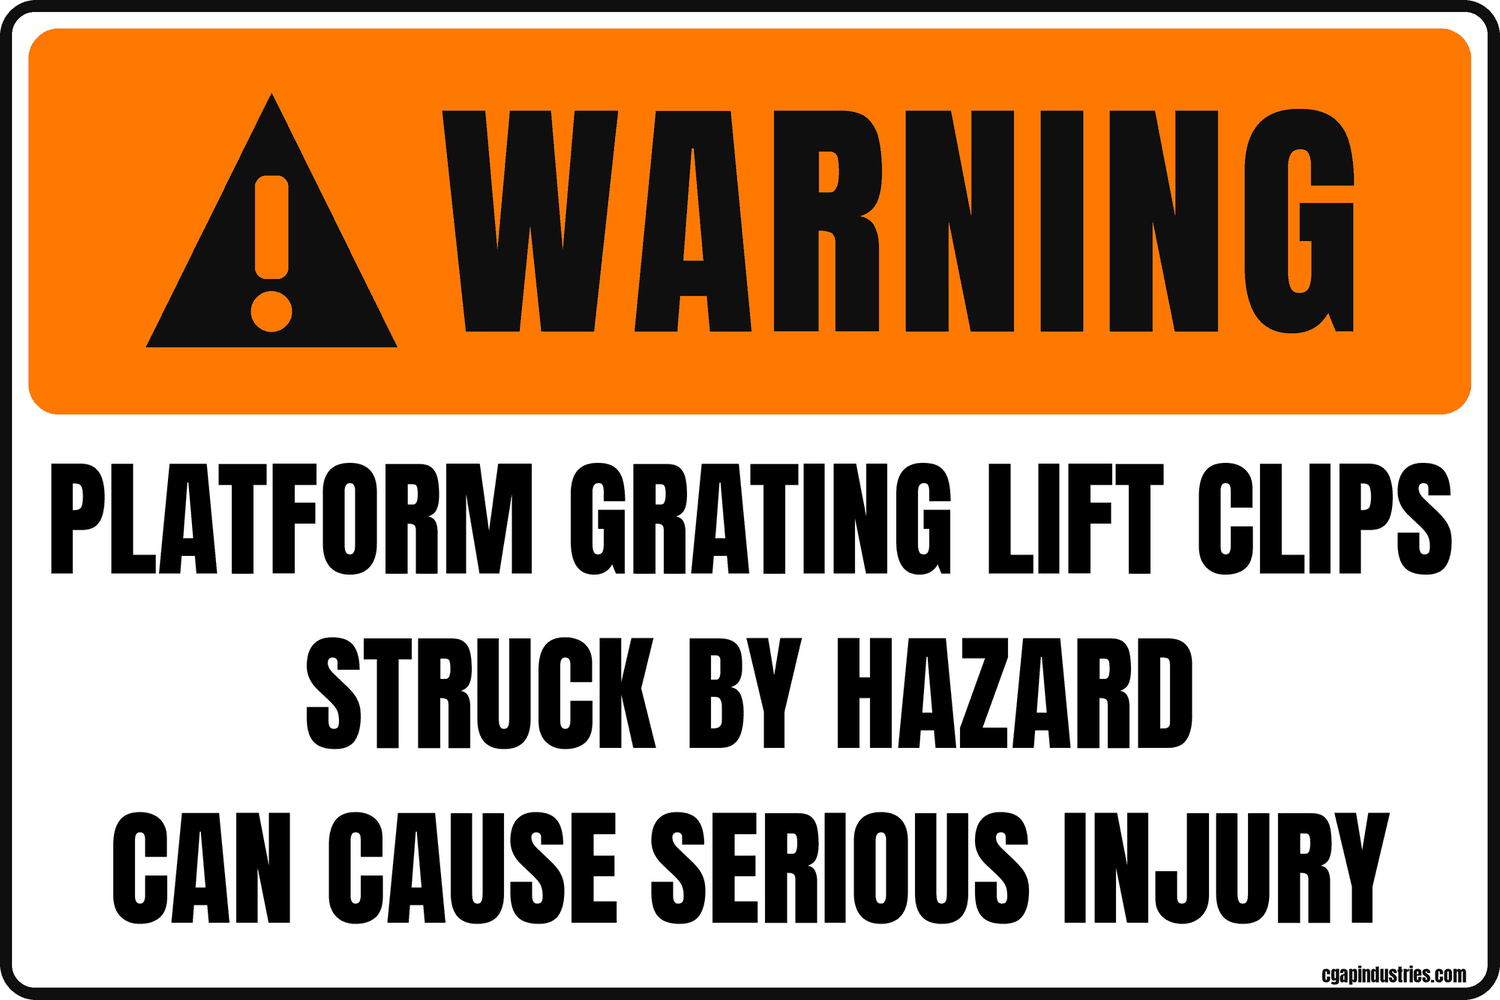 WARNING
PLATFORM GRATING LIFT CLIPS
STRUCK BY HAZARD
CAN CAUSE SERIOUS INJURY
cgapindustries.com